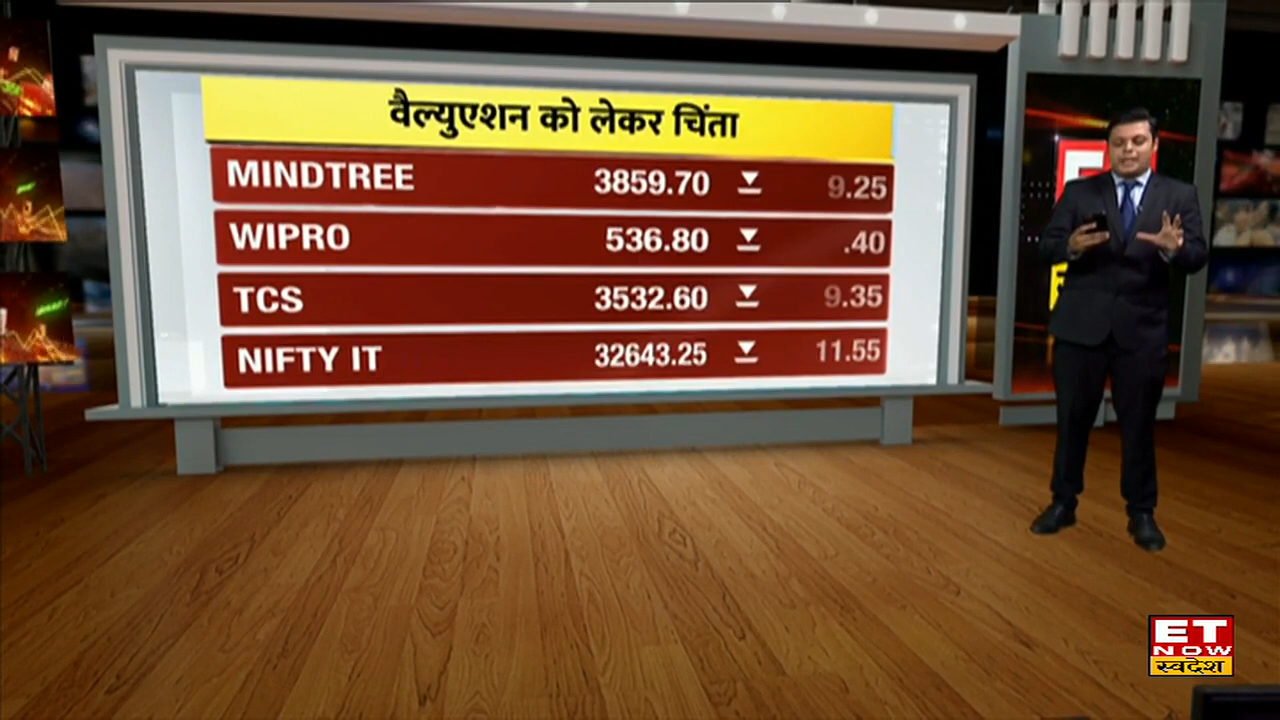 वैल्युएशन को लेकर चिंता
MINDTREE 3859.70 9.25
WIPRO 536.80 .40
TCS 3532.60 9.35
NIFTY IT 32643.25 11.55
ET
NOW
स्वदेश